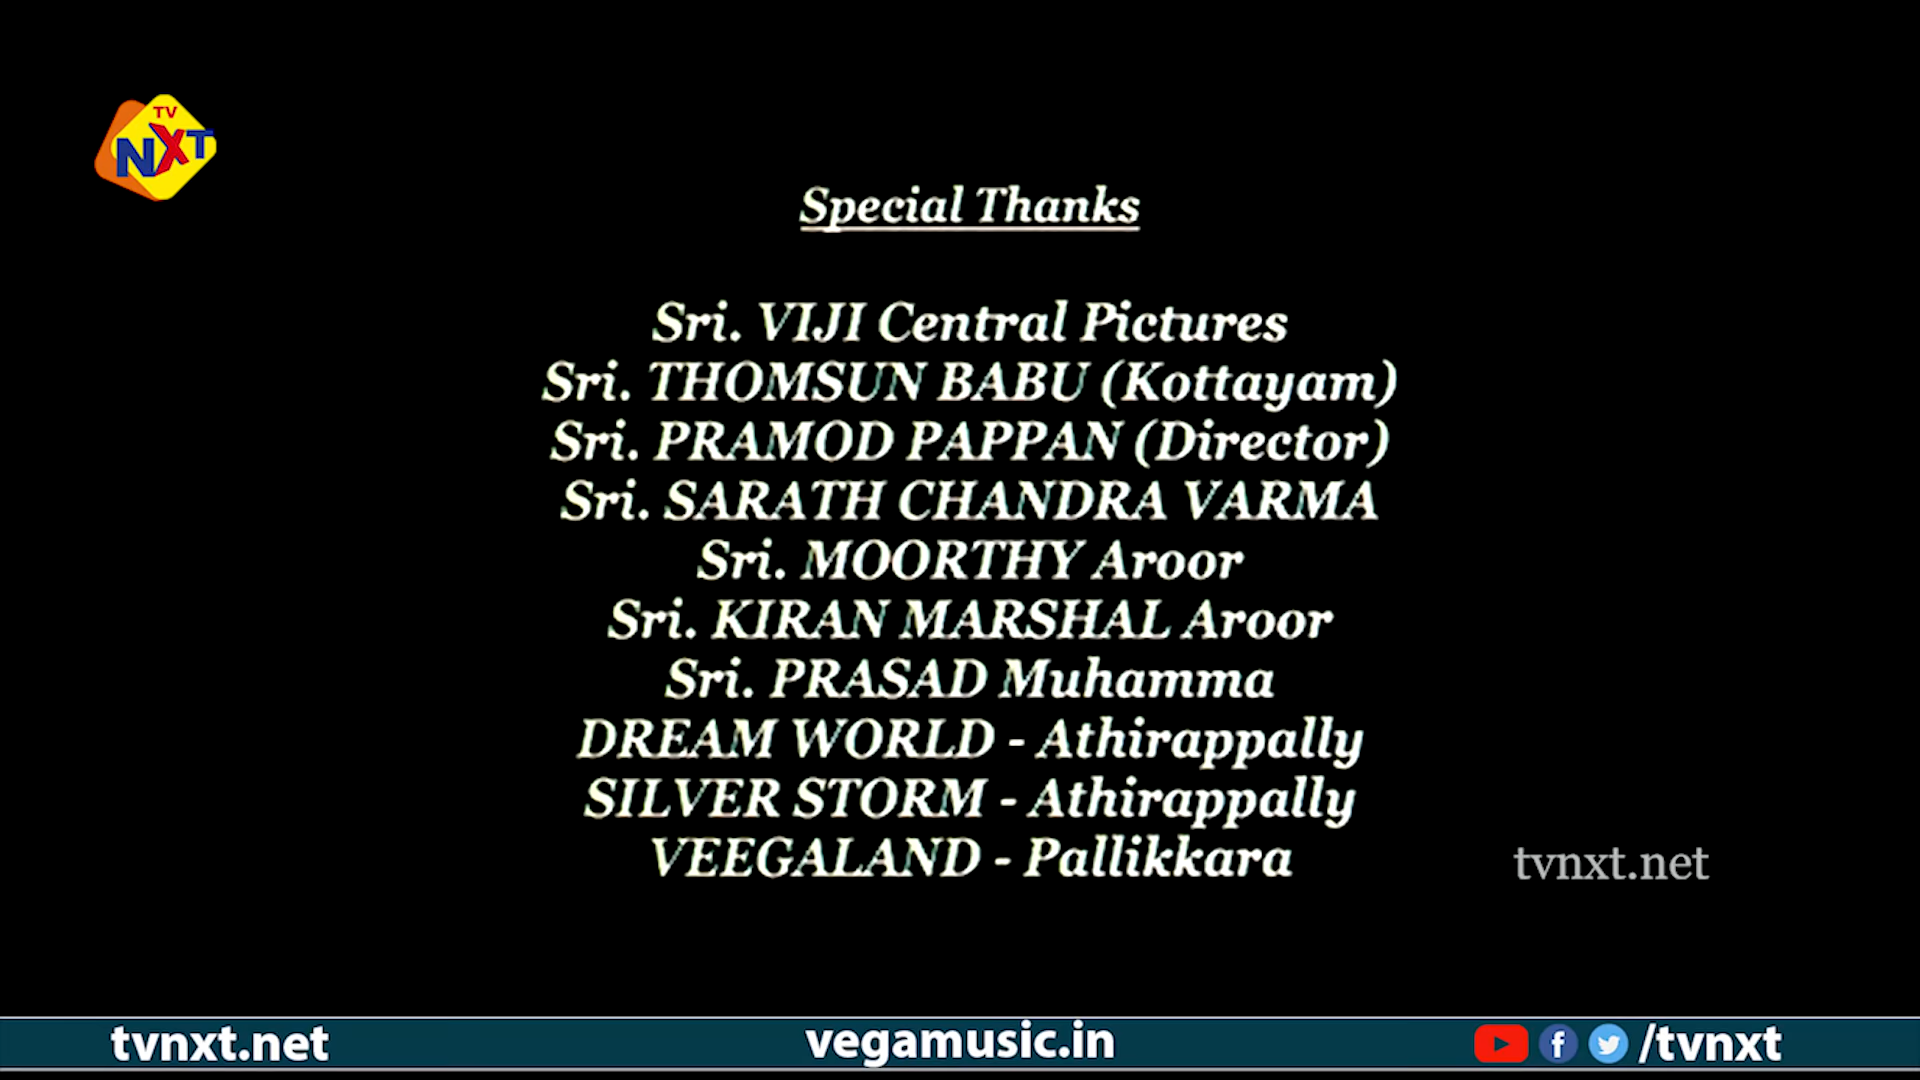 TV
NXT
Special Thanks
Sri. VIJI Central Pictures
Sri. THOMSUN BABU (Kottayam)
Sri. PRAMOD PAPPAN (Director)
Sri. SARATH CHANDRA VARMA
Sri. MOORTHY Aroor
Sri. KIRAN MARSHAL Aroor
Sri. PRASAD Muhamma
DREAM WORLD - Athirappally
SILVER STORM - Athirappally
VEEGALAND - Pallikkara
tvnxt.net
tvnxt.net vegamusic.in /tvnxt